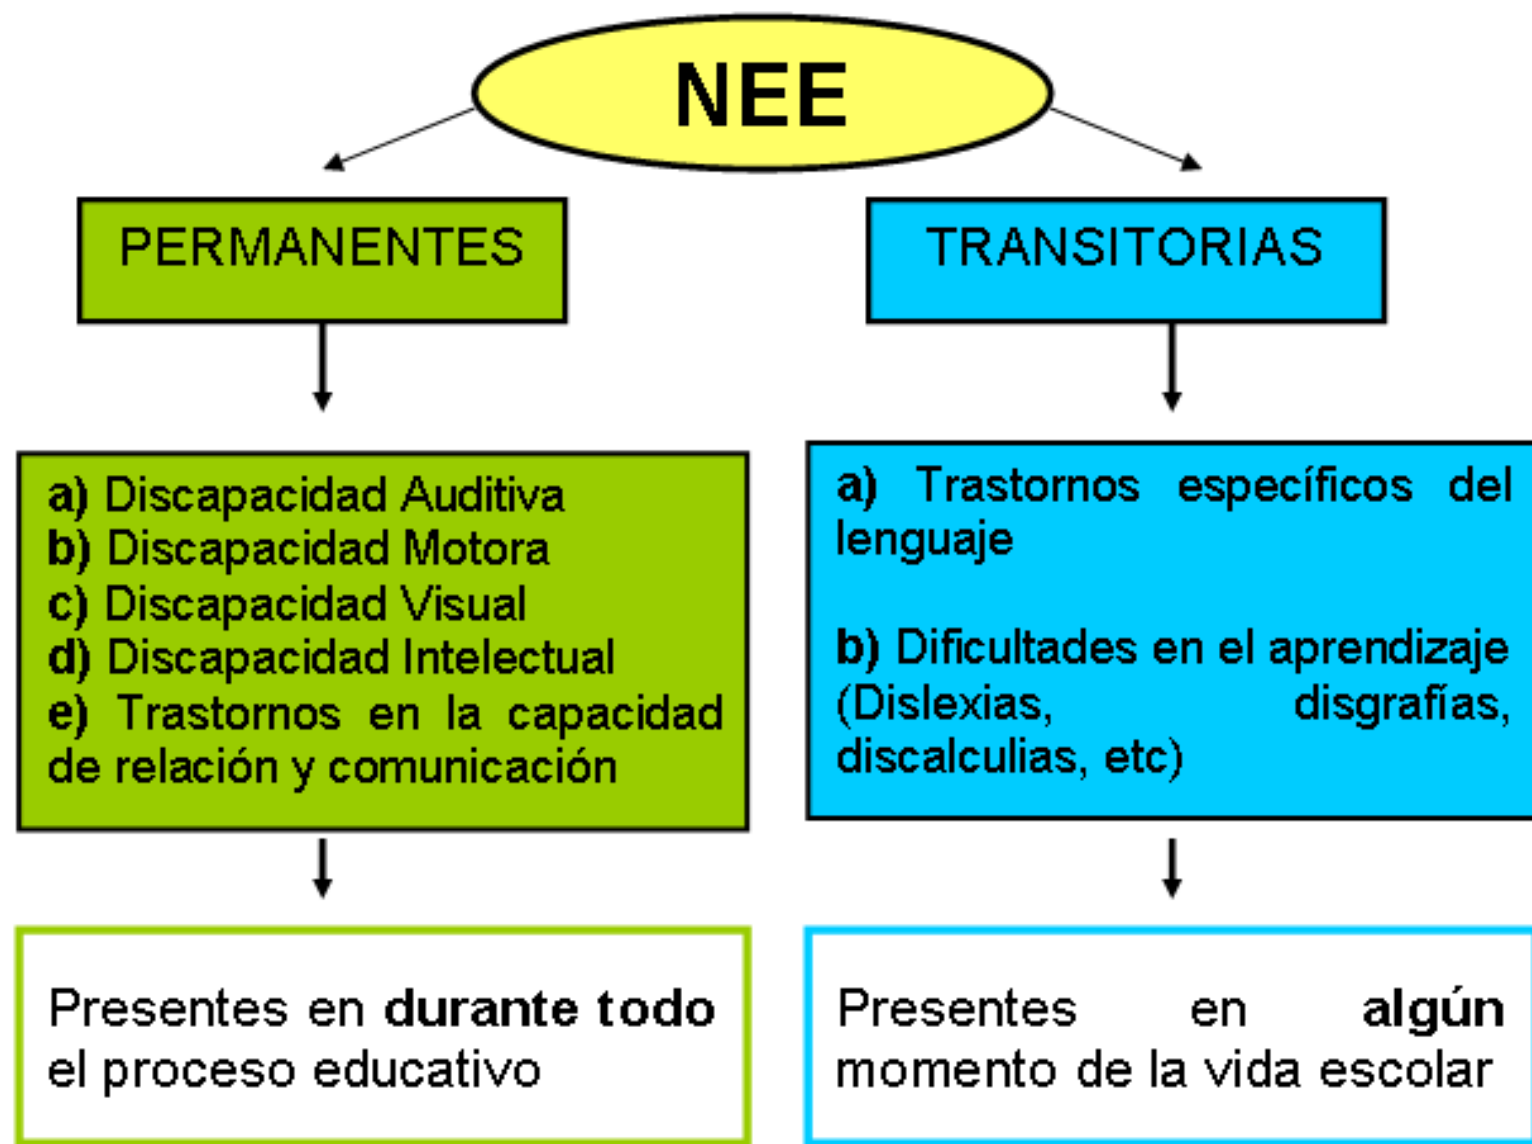 NEE
PERMANENTES
TRANSITORIAS
a) Discapacidad Auditiva
b) Discapacidad Motora
c) Discapacidad Visual
d) Discapacidad Intelectual
e) Trastornos en la capacidad
de relación y comunicación
a) Trastornos específicos del
lenguaje
b) Dificultades en el aprendizaje
(Dislexias, disgrafías,
discalculias, etc)
Presentes en durante todo
el proceso educativo
Presentes en algún
momento de la vida escolar